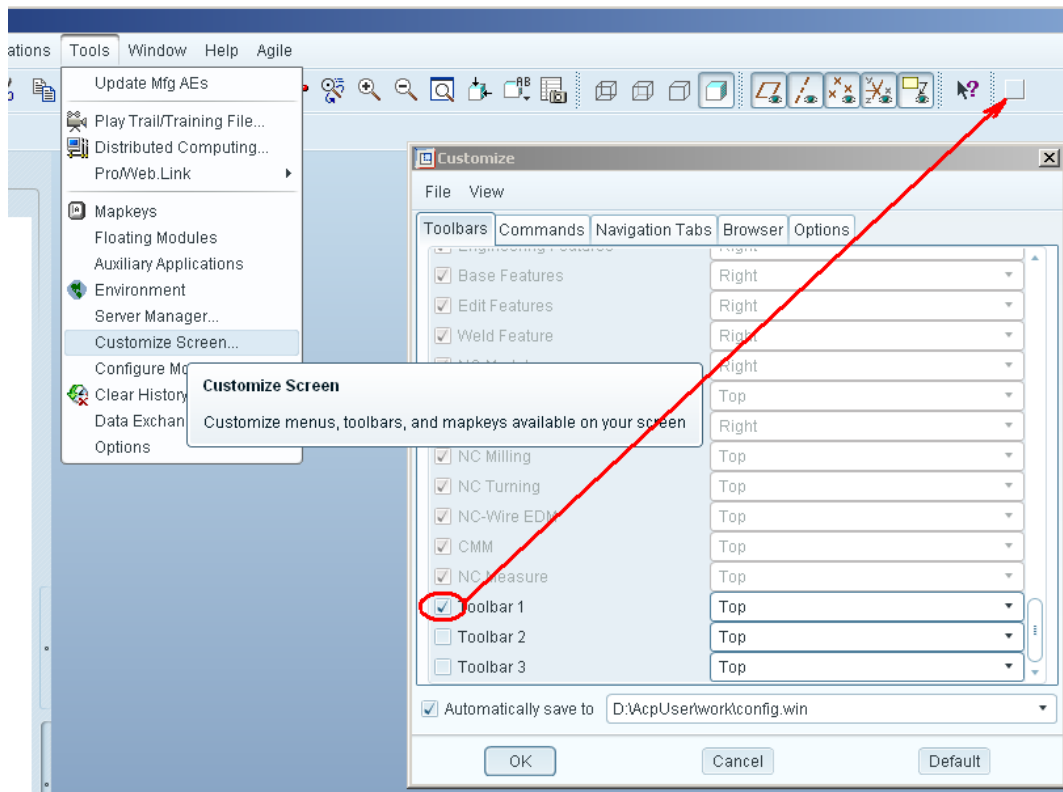 ations Tools Window Help Agile
Update Mfg AEs
Play Trail/Training File...
Distributed Computing...
Pro/Web.Link
Mapkeys
Floating Modules
Auxiliary Applications
Environment
Server Manager...
Customize Screen...
Configure Mo
Clear History
Data Exchan
Options
Customize Screen
Customize menus, toolbars, and mapkeys available on your screen
Customize
File View
Toolbars Commands Navigation Tabs Browser Options
Engineering Features Right
Base Features Right
Edit Features Right
Weld Feature Right
Right
Top
Right
NC Milling Top
NC Turning Top
NC-Wire EDM Top
CMM Top
NC Measure Top
Toolbar 1 Top
Toolbar 2 Top
Toolbar 3 Top
Automatically save to D:\AcpUser\work\config.win
OK Cancel Default